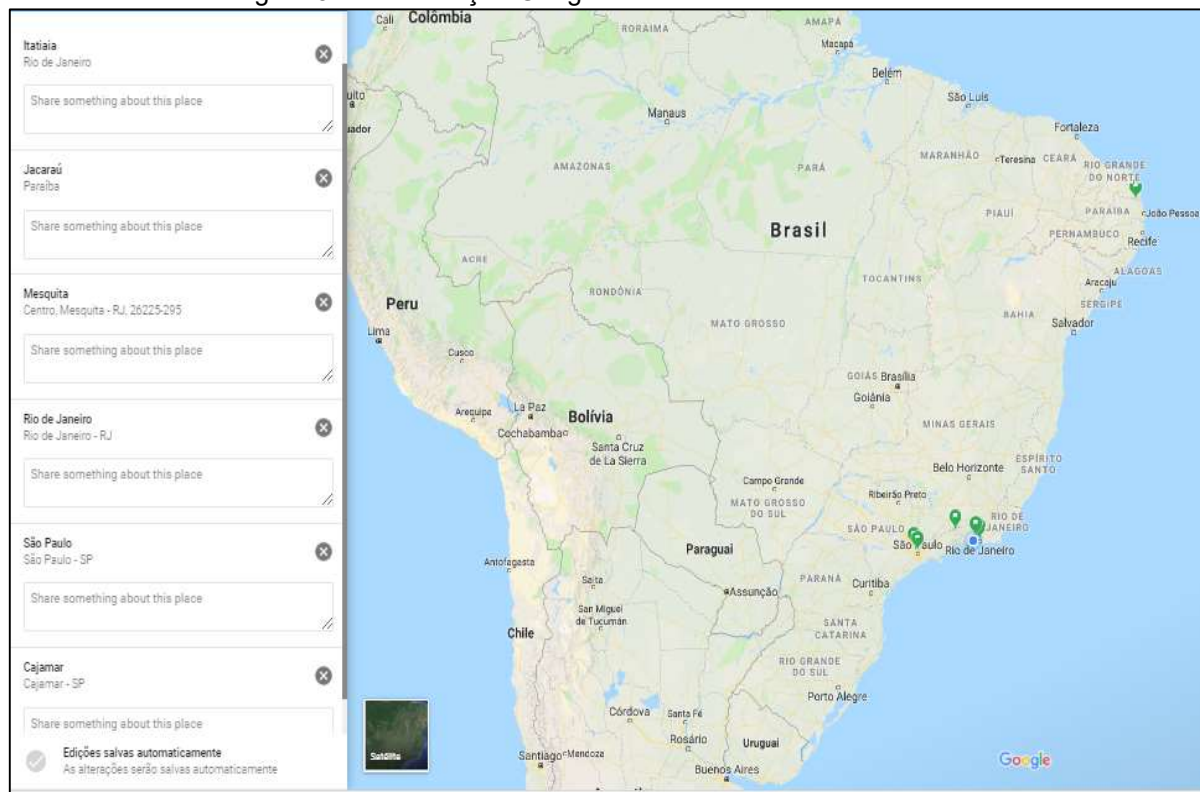 Itatiaia
Rio de Janeiro
Share something about this place
Jacaraú
Paraíba
Share something about this place
Mesquita
Centro, Mesquita - RJ, 26225-295
Share something about this place
Rio de Janeiro
Rio de Janeiro - RJ
Share something about this place
São Paulo
São Paulo - SP
Share something about this place
Cajamar
Cajamar - SP
Share something about this place
Edições salvas automaticamente
As alterações serão salvas automaticamente
Cali
Colômbia
RORAIMA
AMAPÁ
Macapá
Belém
São Luís
uito
Manaus
Fortaleza
uador
AMAZONAS
PARÁ
MARANHÃO
Teresina
CEARÁ
RIO GRANDE
DO NORTE
PIAUÍ
PARAÍBA
João Pessoa
Brasil
PERNAMBUCO
Recife
ACRE
TOCANTINS
ALAGOAS
Aracaju
SERGIPE
RONDÔNIA
Peru
MATO GROSSO
BAHIA
Salvador
Lima
Cusco
GOIÁS
Brasília
Goiânia
Arequipa
La Paz
Bolívia
Cochabamba
Santa Cruz
de La Sierra
MINAS GERAIS
Belo Horizonte
ESPÍRITO
SANTO
Campo Grande
MATO GROSSO
DO SUL
Ribeirão Preto
SÃO PAULO
RIO DE
JANEIRO
São Paulo
Rio de Janeiro
Paraguai
Antofagasta
Salta
Assunção
PARANÁ
Curitiba
San Miguel
de Tucumán
SANTA
CATARINA
Chile
RIO GRANDE
DO SUL
Porto Alegre
Córdova
Santa Fé
Rosário
Uruguai
Santiago
Mendoza
Buenos Aires
Satélite
Google